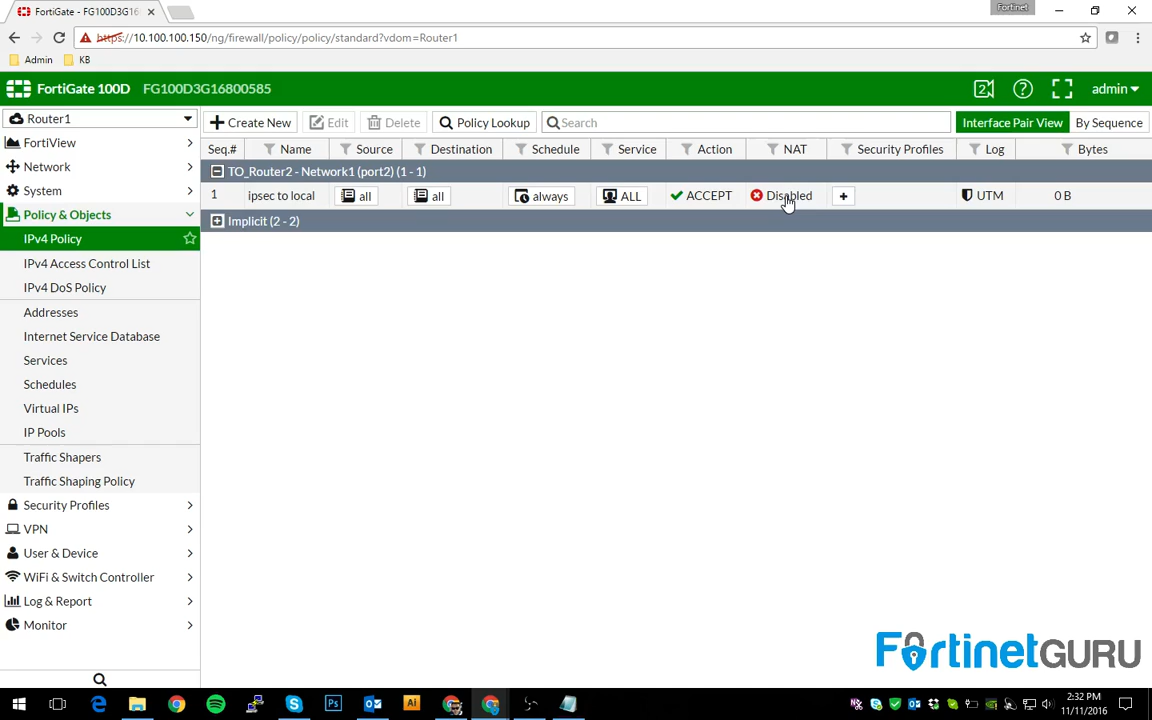 FortiGate - FG100D3G16
Fortinet
https://10.100.100.150/ng/firewall/policy/policy/standard?vdom=Router1
Admin KB
FortiGate 100D FG100D3G16800585 2 ? admin
Router1 Create New Edit Delete Policy Lookup Search Interface Pair View By Sequence
FortiView
Network
System
Policy & Objects
IPv4 Policy
IPv4 Access Control List
IPv4 DoS Policy
Addresses
Internet Service Database
Services
Schedules
Virtual IPs
IP Pools
Traffic Shapers
Traffic Shaping Policy
Security Profiles
VPN
User & Device
WiFi & Switch Controller
Log & Report
Monitor
Seq.# Name Source Destination Schedule Service Action NAT Security Profiles Log Bytes
TO_Router2 - Network1 (port2) (1 - 1)
1 ipsec to local all all always ALL ACCEPT Disabled UTM 0 B
Implicit (2 - 2)
FortinetGURU
Ps Ai
2:32 PM
11/11/2016